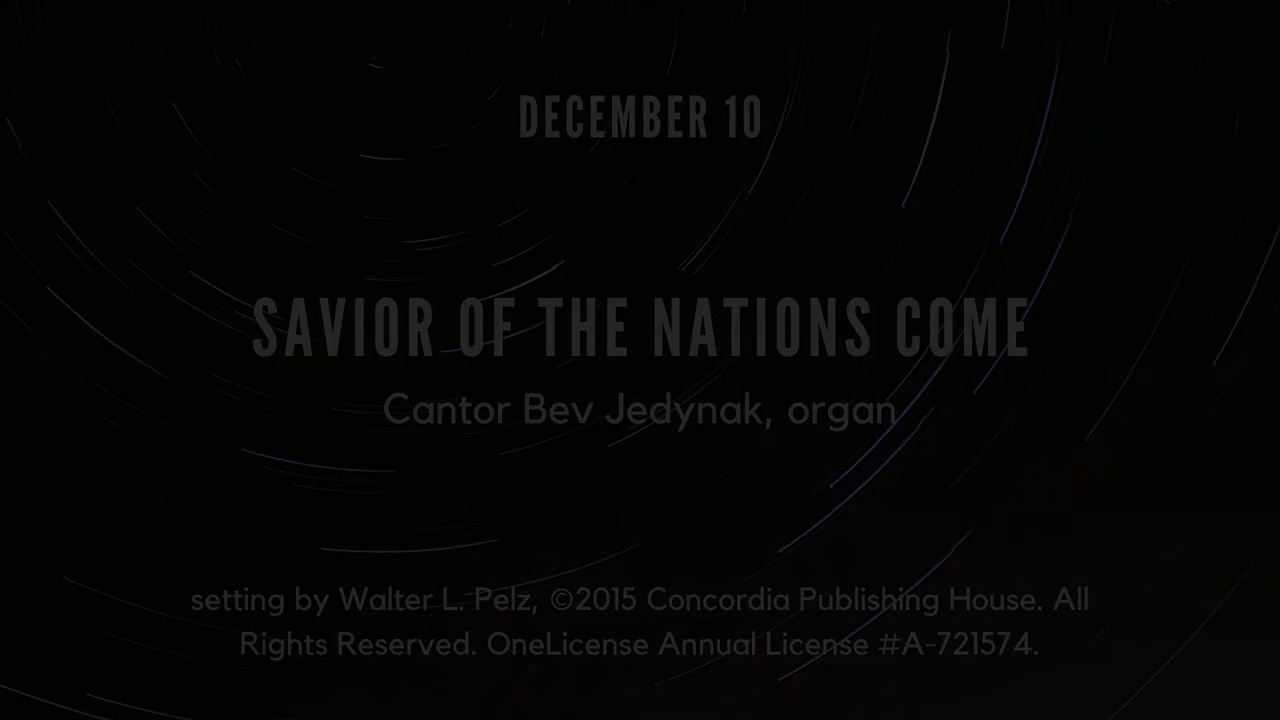 DECEMBER 10
SAVIOR OF THE NATIONS COME
Cantor Bev Jedynak, organ
setting by Walter L. Pelz, ©2015 Concordia Publishing House. All
Rights Reserved. OneLicense Annual License #A-721574.